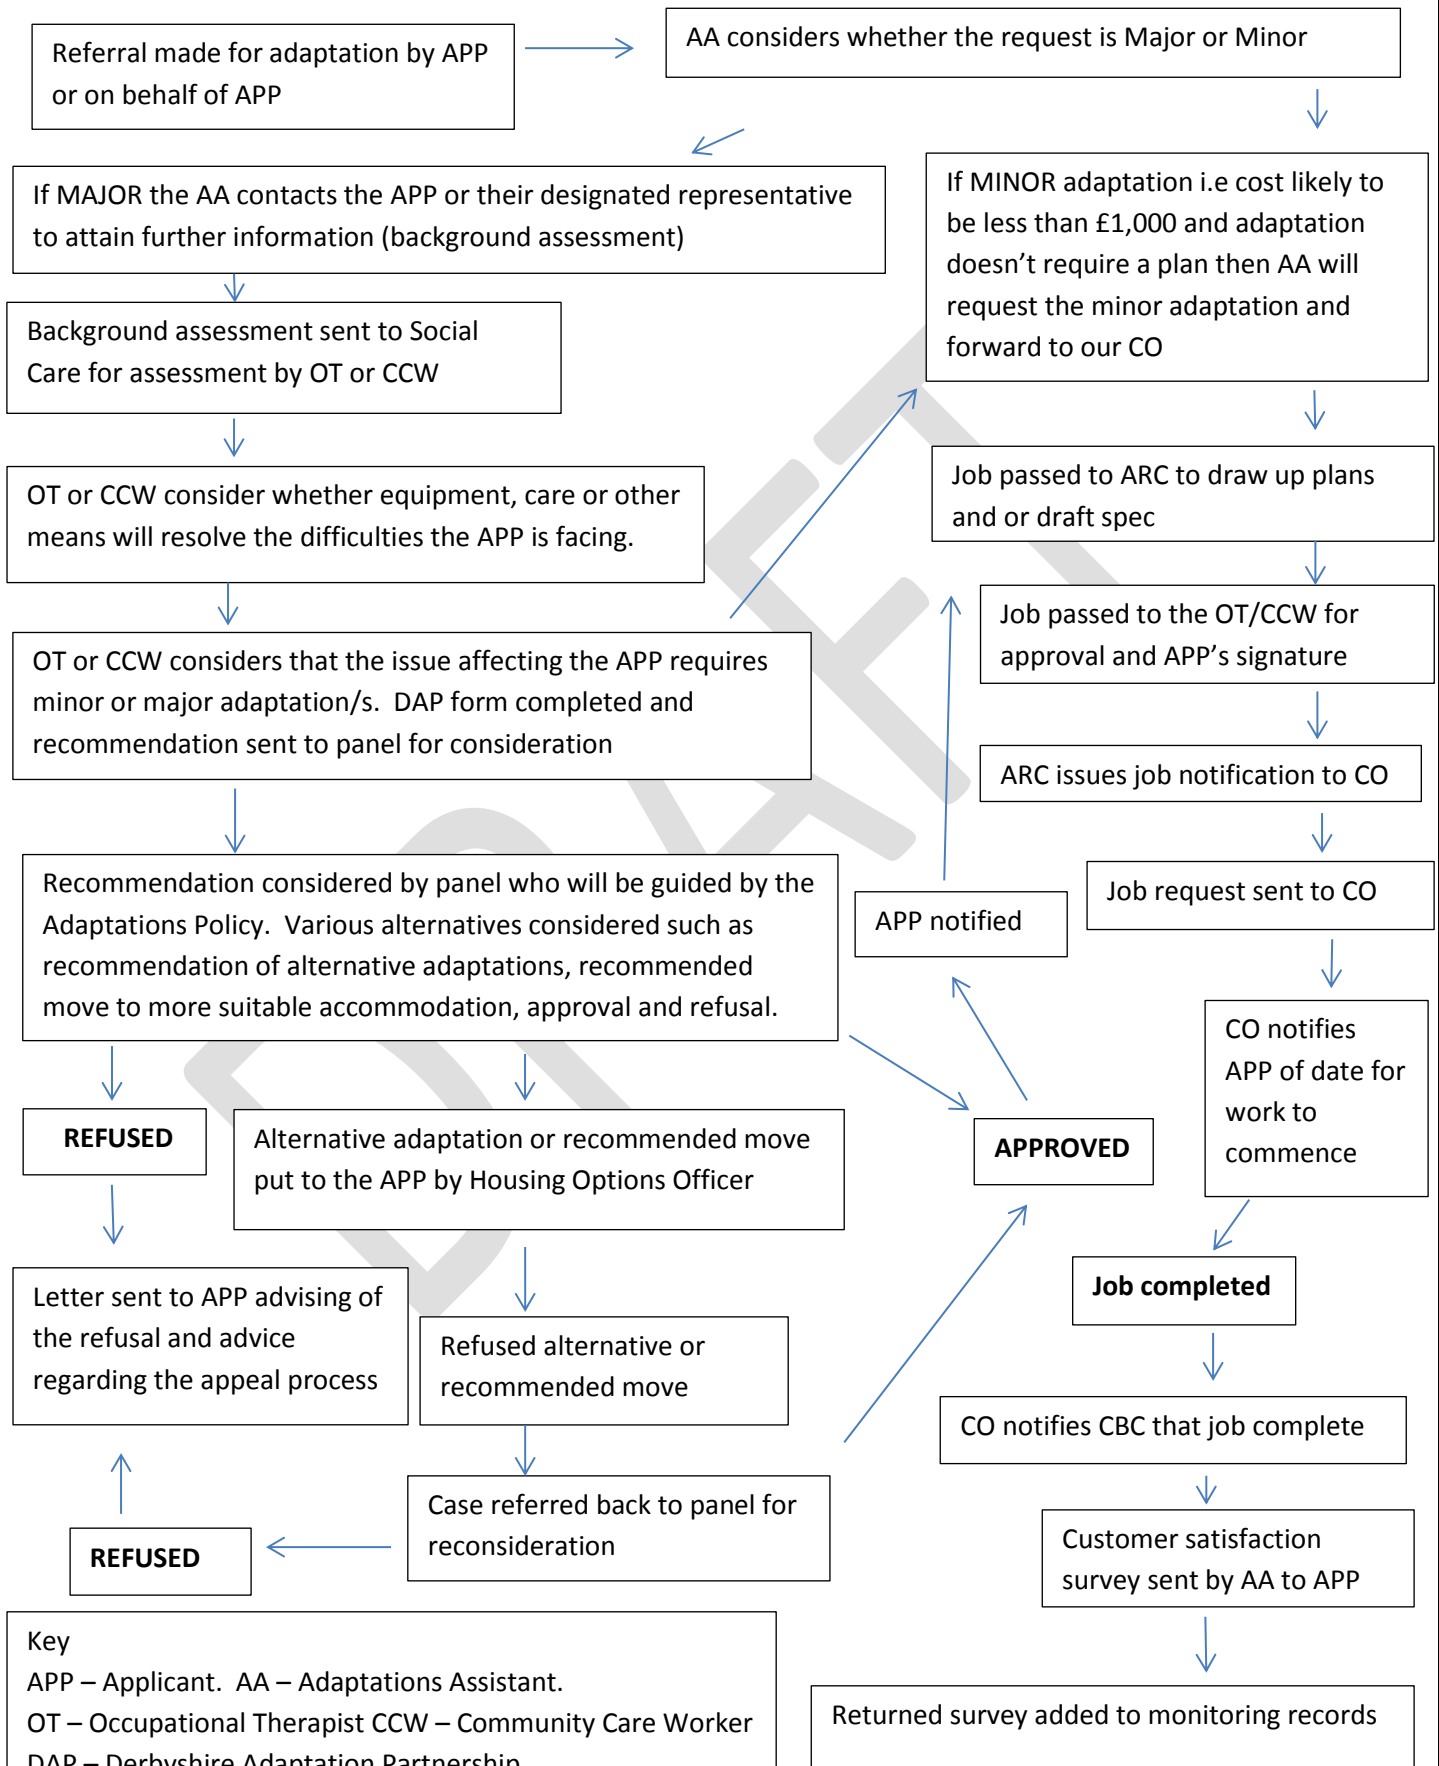 Referral made for adaptation by APP
or on behalf of APP
AA considers whether the request is Major or Minor
If MAJOR the AA contacts the APP or their designated representative
to attain further information (background assessment)
If MINOR adaptation i.e cost likely to
be less than £1,000 and adaptation
doesn’t require a plan then AA will
request the minor adaptation and
forward to our CO
Background assessment sent to Social
Care for assessment by OT or CCW
OT or CCW consider whether equipment, care or other
means will resolve the difficulties the APP is facing.
Job passed to ARC to draw up plans
and or draft spec
Job passed to the OT/CCW for
approval and APP’s signature
OT or CCW considers that the issue affecting the APP requires
minor or major adaptation/s. DAP form completed and
recommendation sent to panel for consideration
ARC issues job notification to CO
Recommendation considered by panel who will be guided by the
Adaptations Policy. Various alternatives considered such as
recommendation of alternative adaptations, recommended
move to more suitable accommodation, approval and refusal.
APP notified
Job request sent to CO
CO notifies
APP of date for
work to
commence
REFUSED
Alternative adaptation or recommended move
put to the APP by Housing Options Officer
APPROVED
Letter sent to APP advising of
the refusal and advice
regarding the appeal process
Refused alternative or
recommended move
Job completed
CO notifies CBC that job complete
Case referred back to panel for
reconsideration
REFUSED
Customer satisfaction
survey sent by AA to APP
Key
APP – Applicant. AA – Adaptations Assistant.
OT – Occupational Therapist CCW – Community Care Worker
DAP – Derbyshire Adaptation Partnership
Returned survey added to monitoring records
DRAFT